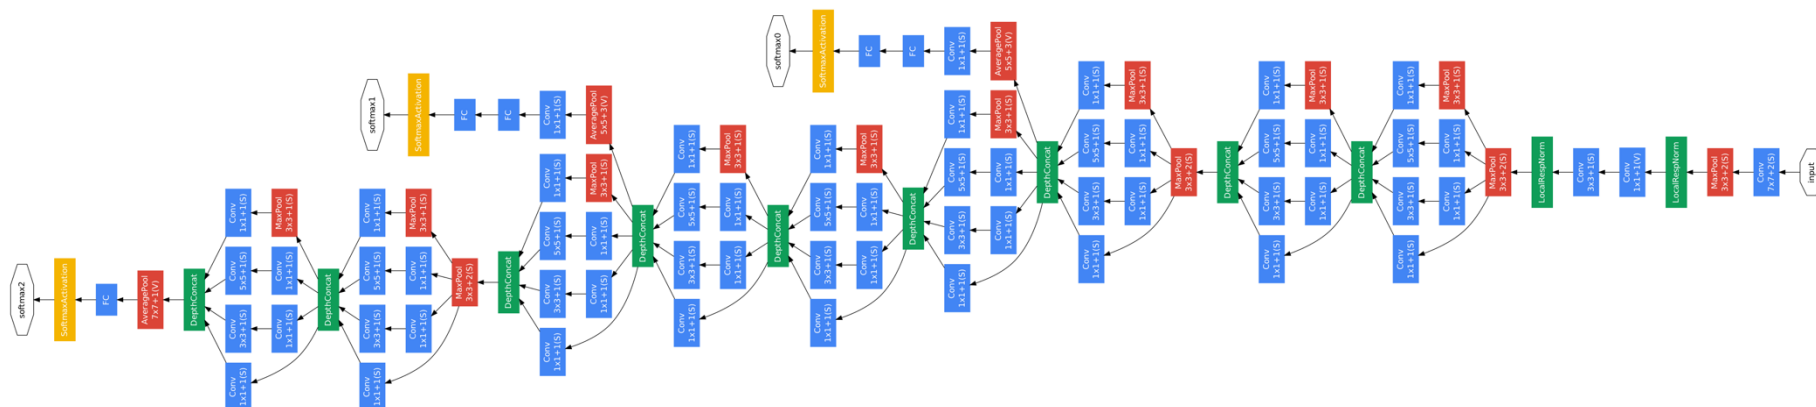 softmax2
SoftmaxActivation
FC
AveragePool
7x7+1(V)
DepthConcat
Conv
1x1+1(S)
Conv
3x3+1(S)
Conv
5x5+1(S)
Conv
1x1+1(S)
Conv
1x1+1(S)
Conv
1x1+1(S)
MaxPool
3x3+1(S)
DepthConcat
Conv
1x1+1(S)
Conv
3x3+1(S)
Conv
5x5+1(S)
Conv
1x1+1(S)
softmax1
Conv
1x1+1(S)
Conv
1x1+1(S)
MaxPool
3x3+1(S)
SoftmaxActivation
MaxPool
3x3+2(S)
FC
DepthConcat
FC
Conv
1x1+1(S)
Conv
3x3+1(S)
Conv
5x5+1(S)
Conv
1x1+1(S)
Conv
1x1+1(S)
Conv
1x1+1(S)
Conv
1x1+1(S)
MaxPool
3x3+1(S)
AveragePool
5x5+3(V)
DepthConcat
Conv
1x1+1(S)
Conv
3x3+1(S)
Conv
5x5+1(S)
Conv
1x1+1(S)
Conv
1x1+1(S)
Conv
1x1+1(S)
MaxPool
3x3+1(S)
DepthConcat
softmax0
Conv
1x1+1(S)
Conv
3x3+1(S)
Conv
5x5+1(S)
Conv
1x1+1(S)
SoftmaxActivation
Conv
1x1+1(S)
Conv
1x1+1(S)
MaxPool
3x3+1(S)
FC
DepthConcat
FC
Conv
1x1+1(S)
Conv
3x3+1(S)
Conv
5x5+1(S)
Conv
1x1+1(S)
Conv
1x1+1(S)
Conv
1x1+1(S)
Conv
1x1+1(S)
MaxPool
3x3+1(S)
AveragePool
5x5+3(V)
DepthConcat
Conv
1x1+1(S)
Conv
3x3+1(S)
Conv
5x5+1(S)
Conv
1x1+1(S)
Conv
1x1+1(S)
Conv
1x1+1(S)
MaxPool
3x3+1(S)
MaxPool
3x3+2(S)
DepthConcat
Conv
1x1+1(S)
Conv
3x3+1(S)
Conv
5x5+1(S)
Conv
1x1+1(S)
Conv
1x1+1(S)
Conv
1x1+1(S)
MaxPool
3x3+1(S)
DepthConcat
Conv
1x1+1(S)
Conv
3x3+1(S)
Conv
5x5+1(S)
Conv
1x1+1(S)
Conv
1x1+1(S)
Conv
1x1+1(S)
MaxPool
3x3+1(S)
MaxPool
3x3+2(S)
LocalRespNorm
Conv
3x3+1(S)
Conv
1x1+1(V)
LocalRespNorm
MaxPool
3x3+2(S)
Conv
7x7+2(S)
input